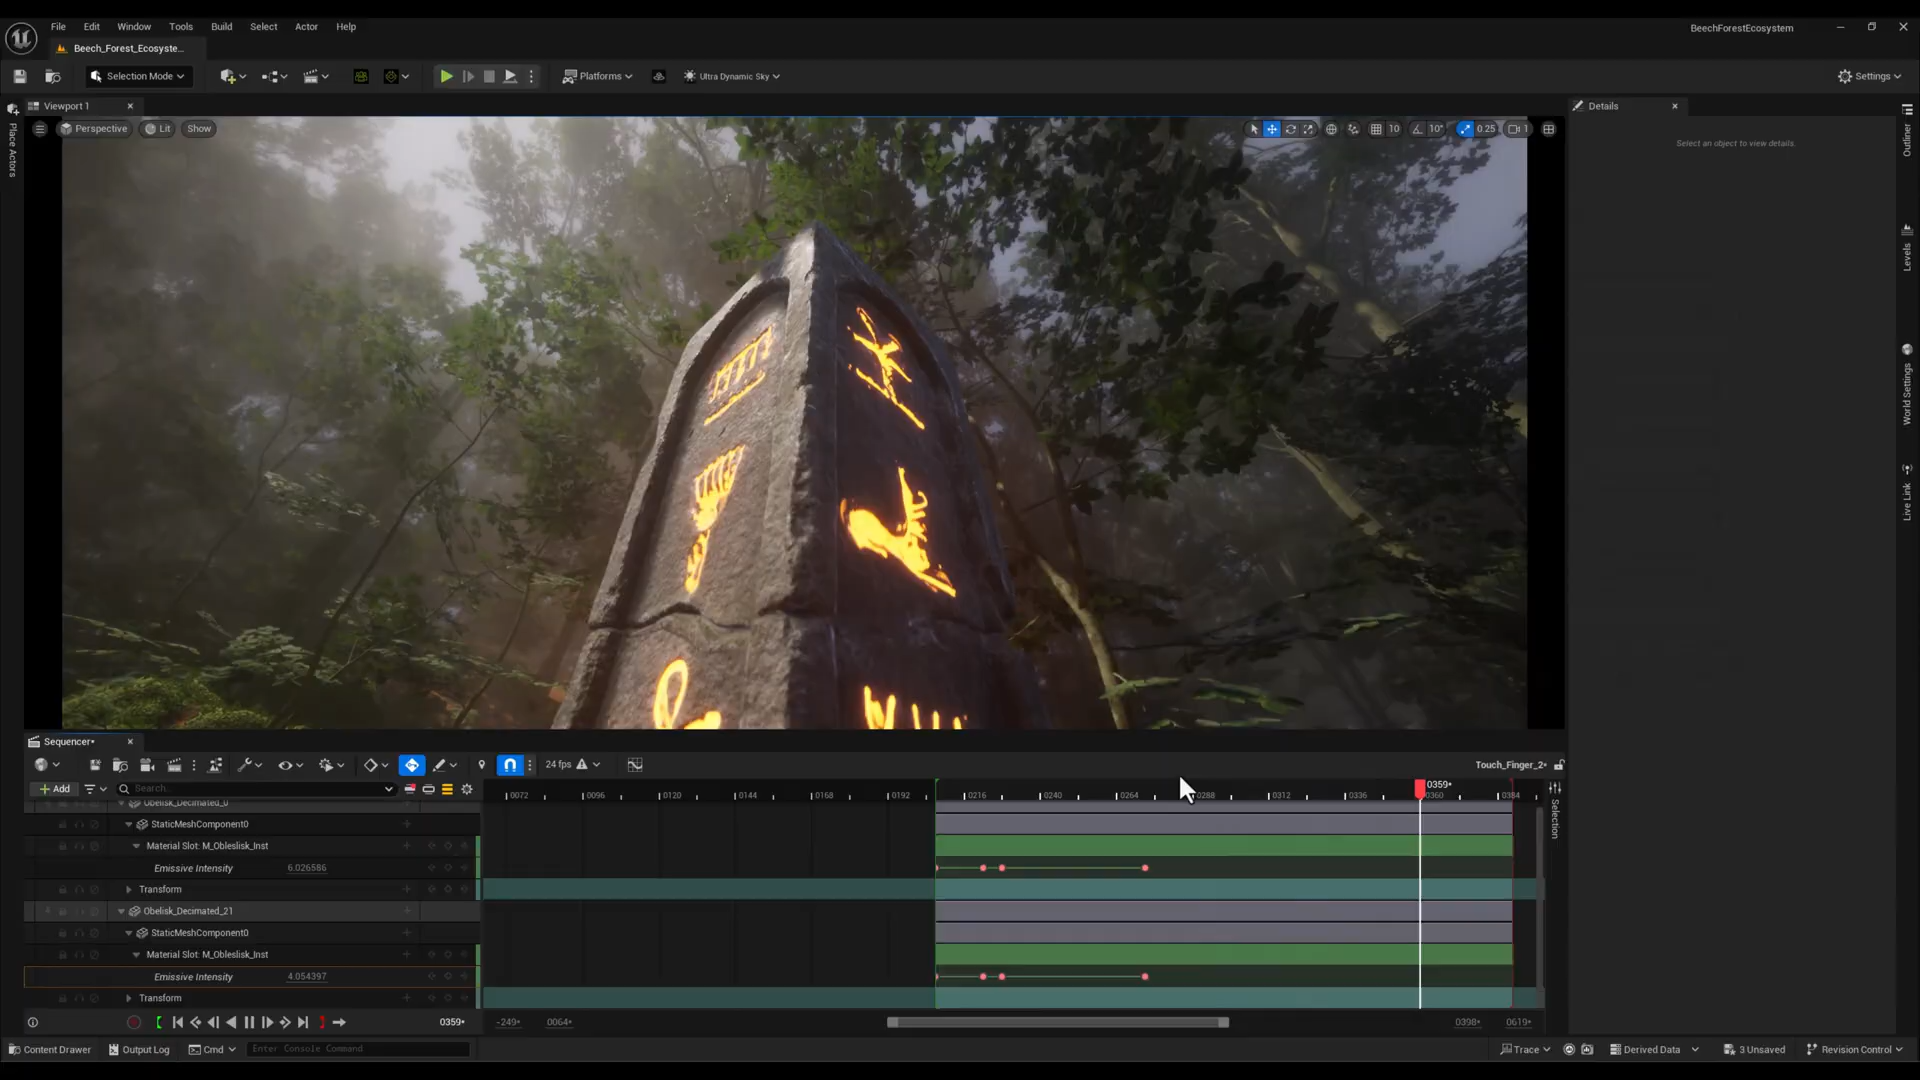 File Edit Window Tools Build Select Actor Help
BeechForestEcosystem
Beech_Forest_Ecosyste...
Selection Mode
Platforms
Ultra Dynamic Sky
Settings
Viewport 1
Details
Perspective Lit Show
10 10° 0.25 1
Select an object to view details.
Place Actors
Outliner
Levels
World Settings
Live Link
Sequencer*
24 fps
Touch_Finger_2*
Add
Search...
0359*
0072 0096 0120 0144 0168 0192 0216 0240 0264 0288 0312 0336 0360 0384
Selection
Obelisk_Decimated_0
StaticMeshComponent0
Material Slot: M_Obleslisk_Inst
Emissive Intensity 6.026586
Transform
Obelisk_Decimated_21
StaticMeshComponent0
Material Slot: M_Obleslisk_Inst
Emissive Intensity 4.054397
Transform
0359* -249* 0064* 0398* 0619*
Content Drawer Output Log Cmd Enter Console Command
Trace Derived Data 3 Unsaved Revision Control